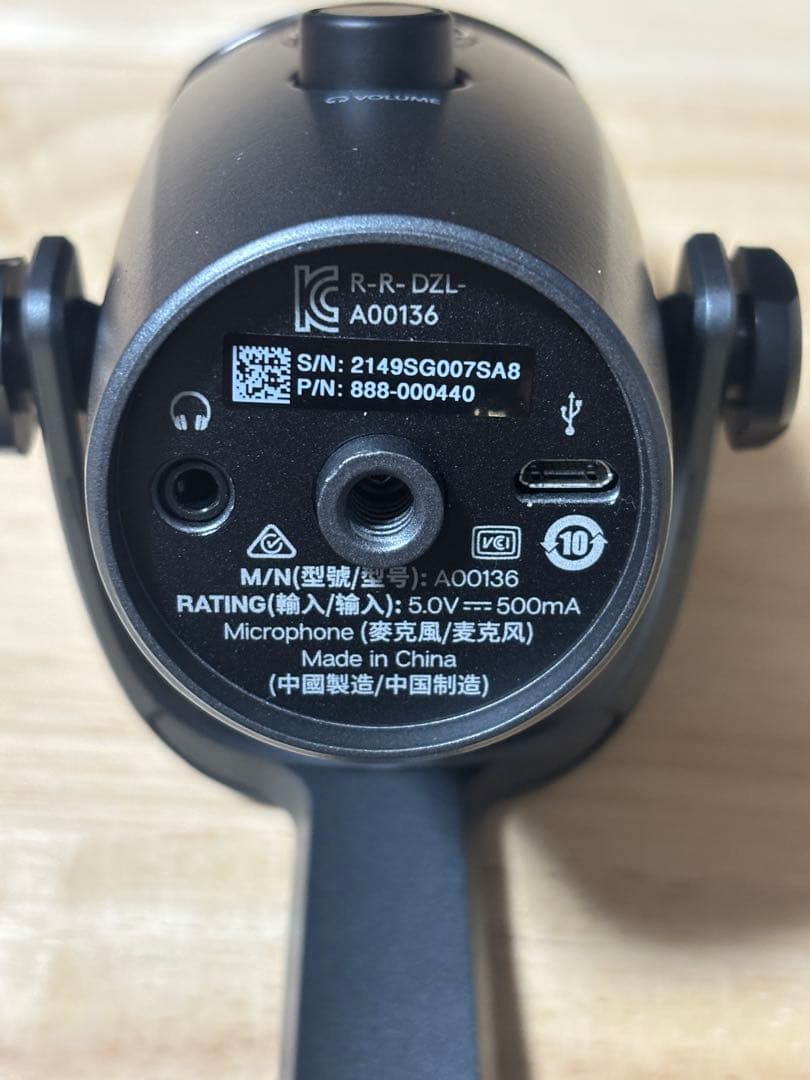 VOLUME
R-R- DZL-
A00136
S/N: 2149SG007SA8
P/N: 888-000440
VCI
10
M/N(型號/型号): A00136
RATING(輸入/输入): 5.0V⎓500mA
Microphone (麥克風/麦克风)
Made in China
(中國製造/中国制造)